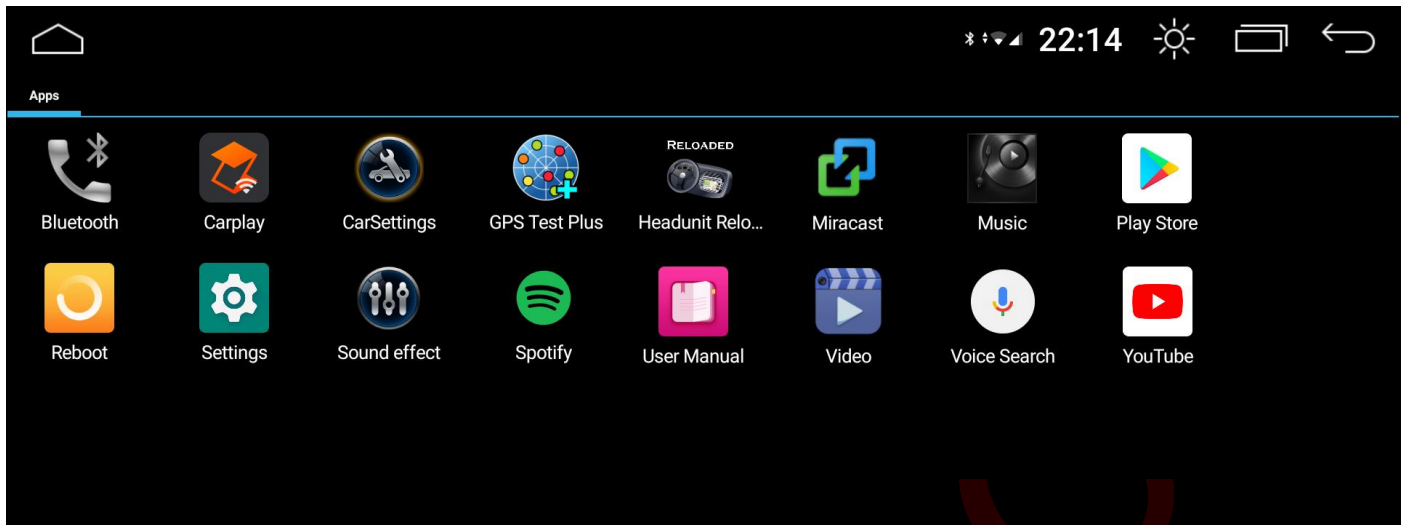 22:14
Apps
RELOADED
Bluetooth Carplay CarSettings GPS Test Plus Headunit Relo... Miracast Music Play Store
Reboot Settings Sound effect Spotify User Manual Video Voice Search YouTube